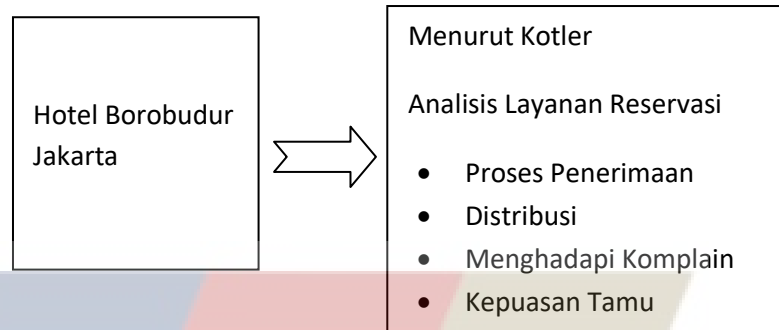 Hotel Borobudur
Jakarta
Menurut Kotler
Analisis Layanan Reservasi
• Proses Penerimaan
• Distribusi
• Menghadapi Komplain
• Kepuasan Tamu